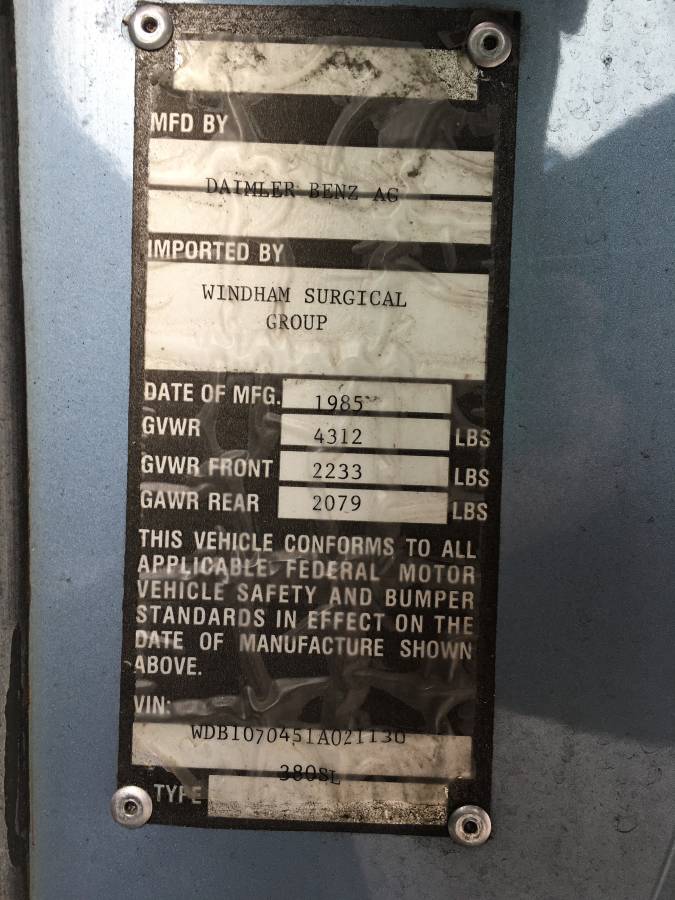 MFD BY
DAIMLER BENZ AG
IMPORTED BY
WINDHAM SURGICAL
GROUP
DATE OF MFG. 1985
GVWR 4312 LBS
GVWR FRONT 2233 LBS
GAWR REAR 2079 LBS
THIS VEHICLE CONFORMS TO ALL
APPLICABLE FEDERAL MOTOR
VEHICLE SAFETY AND BUMPER
STANDARDS IN EFFECT ON THE
DATE OF MANUFACTURE SHOWN
ABOVE.
VIN:
WDB1070451A021130
380SL
TYPE